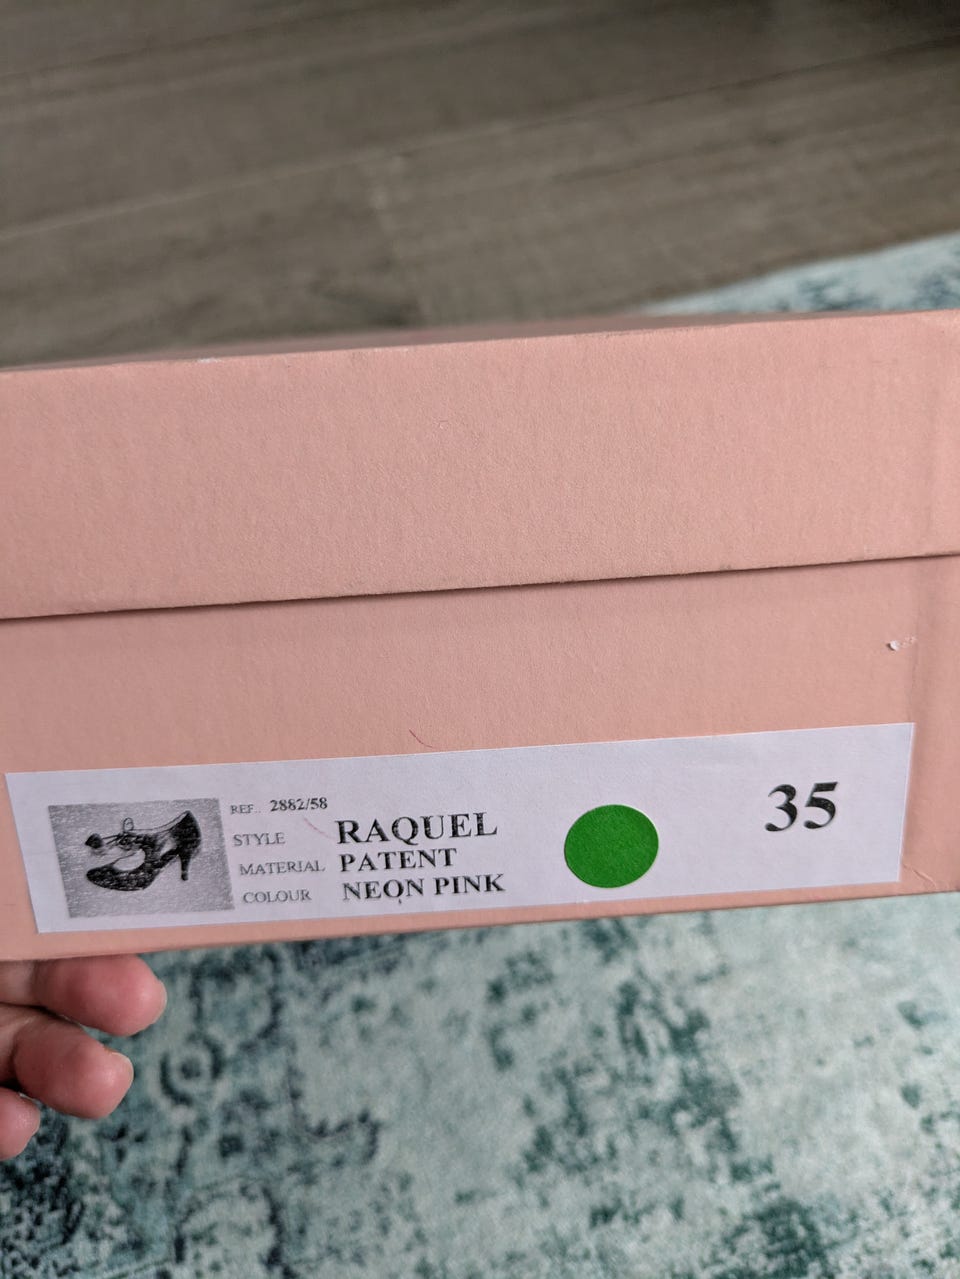 REF.. 2882/58
STYLE RAQUEL
MATERIAL PATENT
COLOUR NEON PINK
35